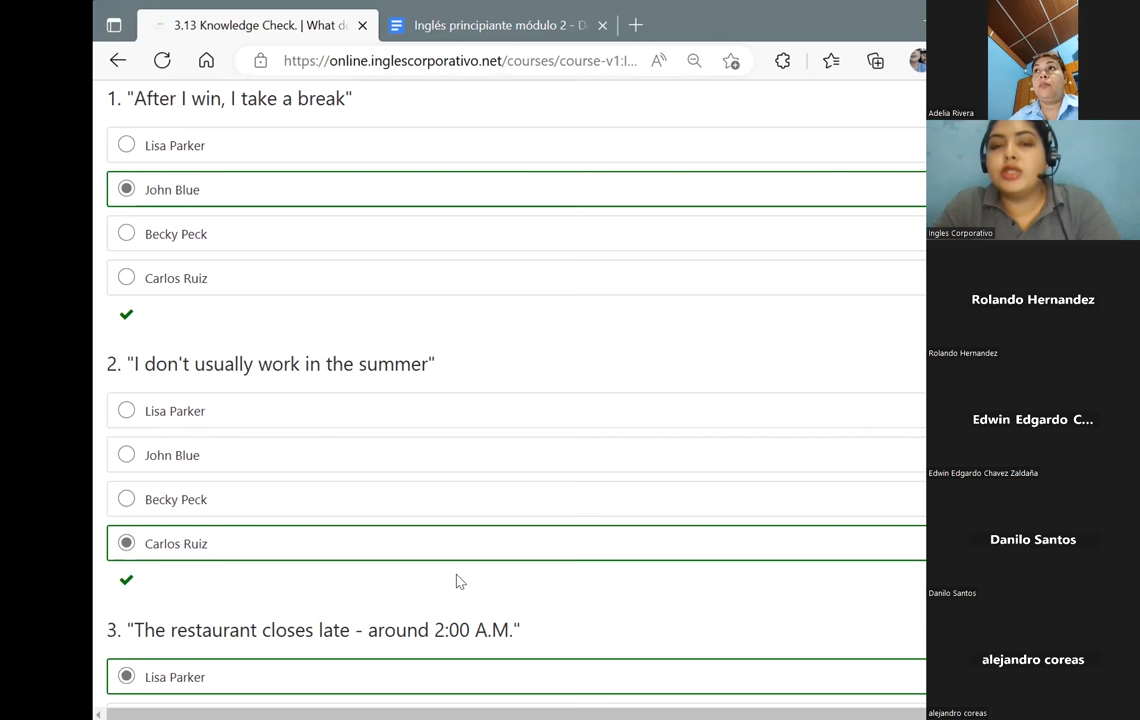 3.13 Knowledge Check. | What d
Inglés principiante módulo 2 - D
https://online.inglescorporativo.net/courses/course-v1:I...
1. "After I win, I take a break"
Lisa Parker
John Blue
Becky Peck
Carlos Ruiz
2. "I don't usually work in the summer"
Lisa Parker
John Blue
Becky Peck
Carlos Ruiz
3. "The restaurant closes late - around 2:00 A.M."
Lisa Parker
Adelia Rivera
Ingles Corporativo
Rolando Hernandez
Rolando Hernandez
Edwin Edgardo C...
Edwin Edgardo Chavez Zaldaña
Danilo Santos
Danilo Santos
alejandro coreas
alejandro coreas